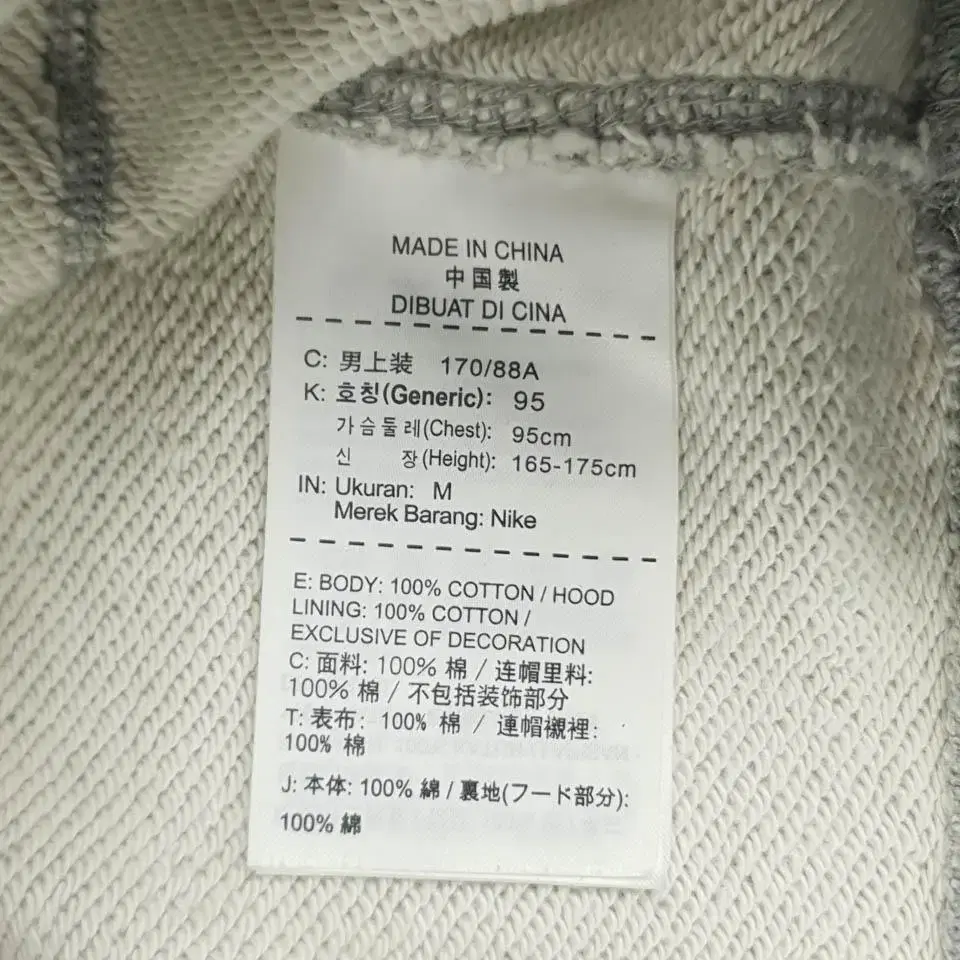 MADE IN CHINA
中国製
DIBUAT DI CINA
C: 男上装 170/88A
K: 호칭(Generic): 95
가슴둘레(Chest): 95cm
신 장(Height): 165-175cm
IN: Ukuran: M
Merek Barang: Nike
E: BODY: 100% COTTON / HOOD
LINING: 100% COTTON /
EXCLUSIVE OF DECORATION
C: 面料: 100% 棉 / 连帽里料:
100% 棉 / 不包括装饰部分
T: 表布: 100% 棉 / 連帽襯裡:
100% 棉
J: 本体: 100% 綿 / 裏地(フード部分):
100% 綿